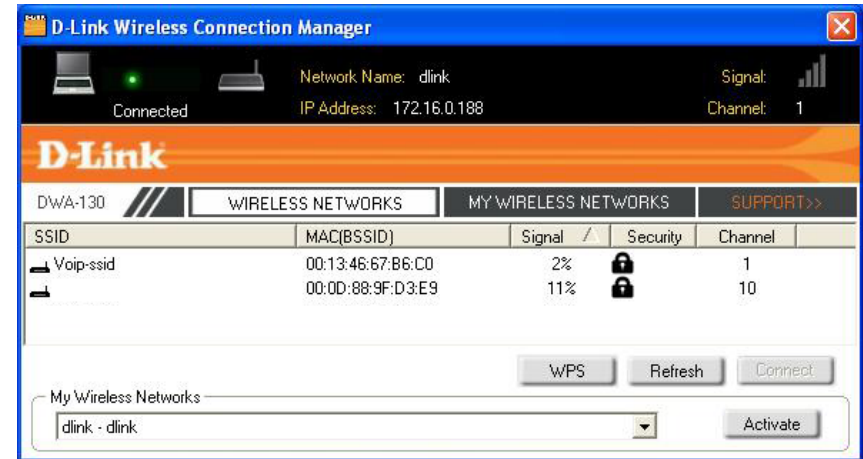 D-Link Wireless Connection Manager
Network Name: dlink Signal:
Connected IP Address: 172.16.0.188 Channel: 1
D-Link
DWA-130 WIRELESS NETWORKS MY WIRELESS NETWORKS SUPPORT>>
SSID MAC(BSSID) Signal Security Channel
Voip-ssid 00:13:46:67:B6:C0 2% 1
00:0D:88:9F:D3:E9 11% 10
WPS Refresh Connect
My Wireless Networks
dlink - dlink Activate